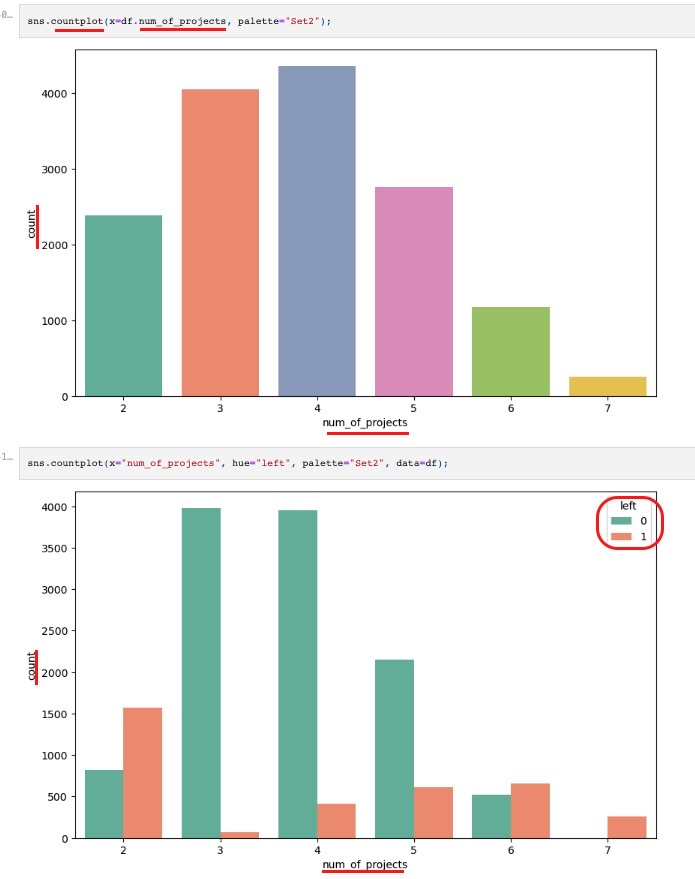 0…
sns.countplot(x=df.num_of_projects, palette="Set2");
4000
3000
2000
1000
0
count
2 3 4 5 6 7
num_of_projects
1…
sns.countplot(x="num_of_projects", hue="left", palette="Set2", data=df);
4000
3500
3000
2500
2000
1500
1000
500
0
count
left
0
1
2 3 4 5 6 7
num_of_projects